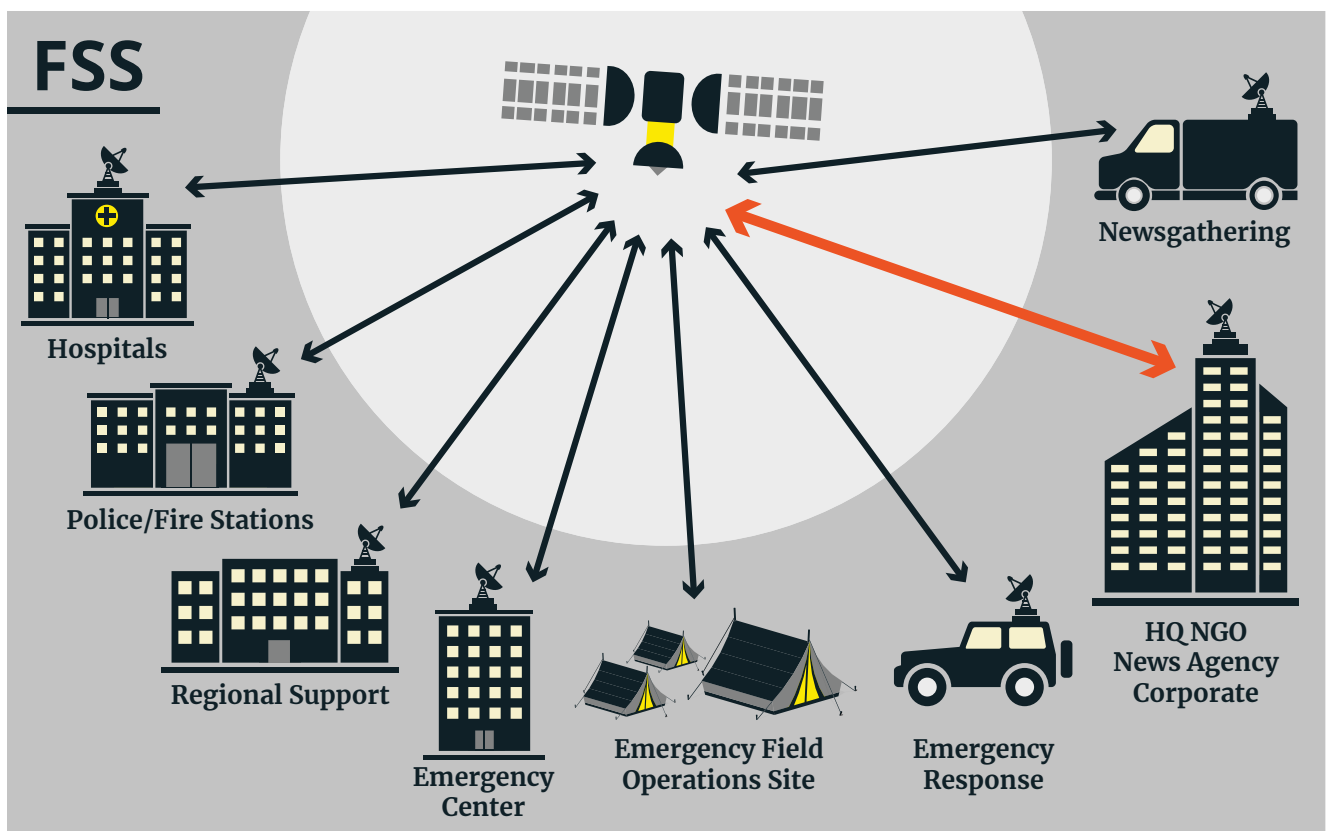 FSS
Hospitals
Police/Fire Stations
Regional Support
Emergency
Center
Emergency Field
Operations Site
Emergency
Response
HQ NGO
News Agency
Corporate
Newsgathering